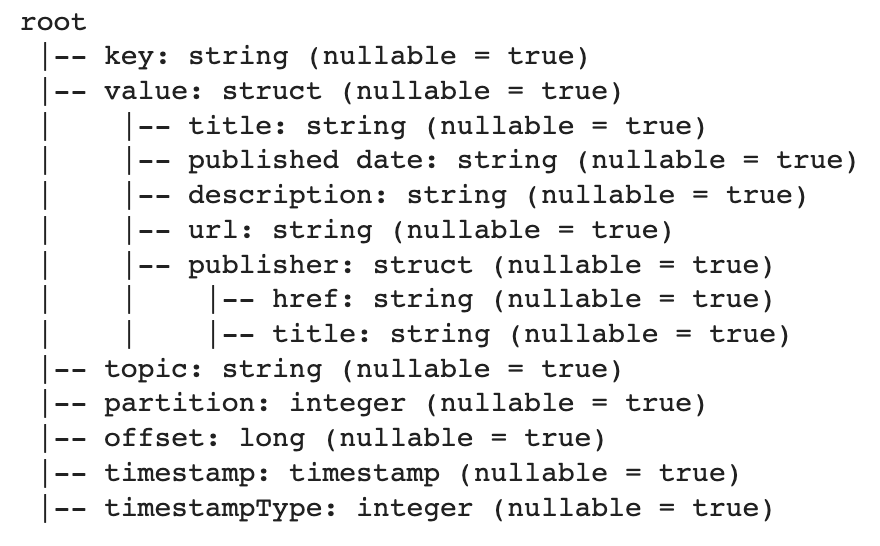 root
 |-- key: string (nullable = true)
 |-- value: struct (nullable = true)
 |    |-- title: string (nullable = true)
 |    |-- published date: string (nullable = true)
 |    |-- description: string (nullable = true)
 |    |-- url: string (nullable = true)
 |    |-- publisher: struct (nullable = true)
 |    |    |-- href: string (nullable = true)
 |    |    |-- title: string (nullable = true)
 |-- topic: string (nullable = true)
 |-- partition: integer (nullable = true)
 |-- offset: long (nullable = true)
 |-- timestamp: timestamp (nullable = true)
 |-- timestampType: integer (nullable = true)